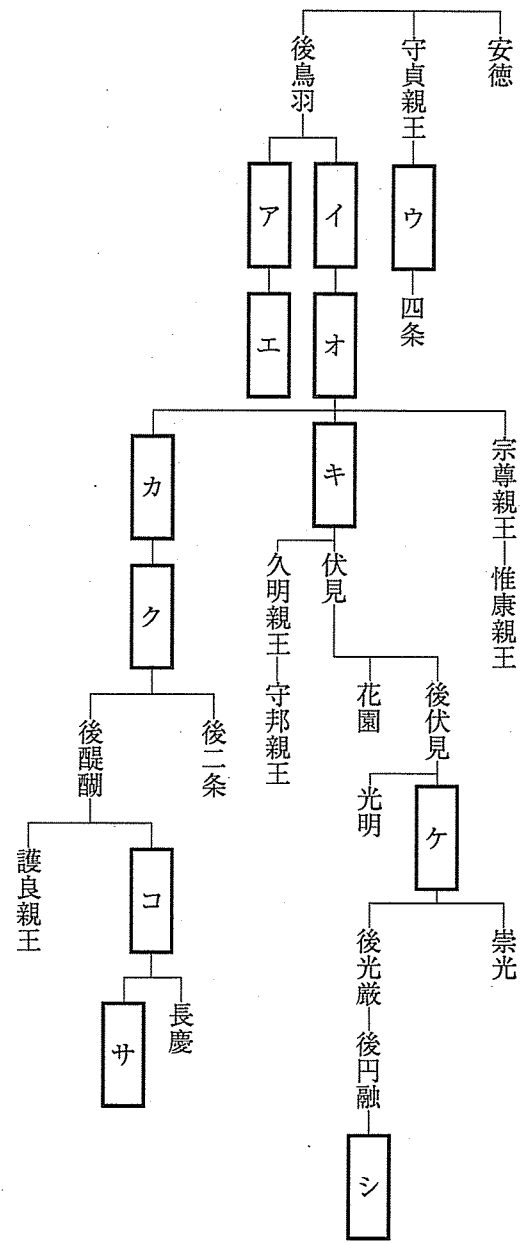 安徳
守貞親王
後鳥羽
ウ
イ
ア
四条
オ
エ
宗尊親王
惟康親王
キ
カ
伏見
久明親王
守邦親王
ク
後伏見
花園
後二条
後醍醐
ケ
光明
コ
護良親王
崇光
後光厳
後円融
長慶
サ
シ